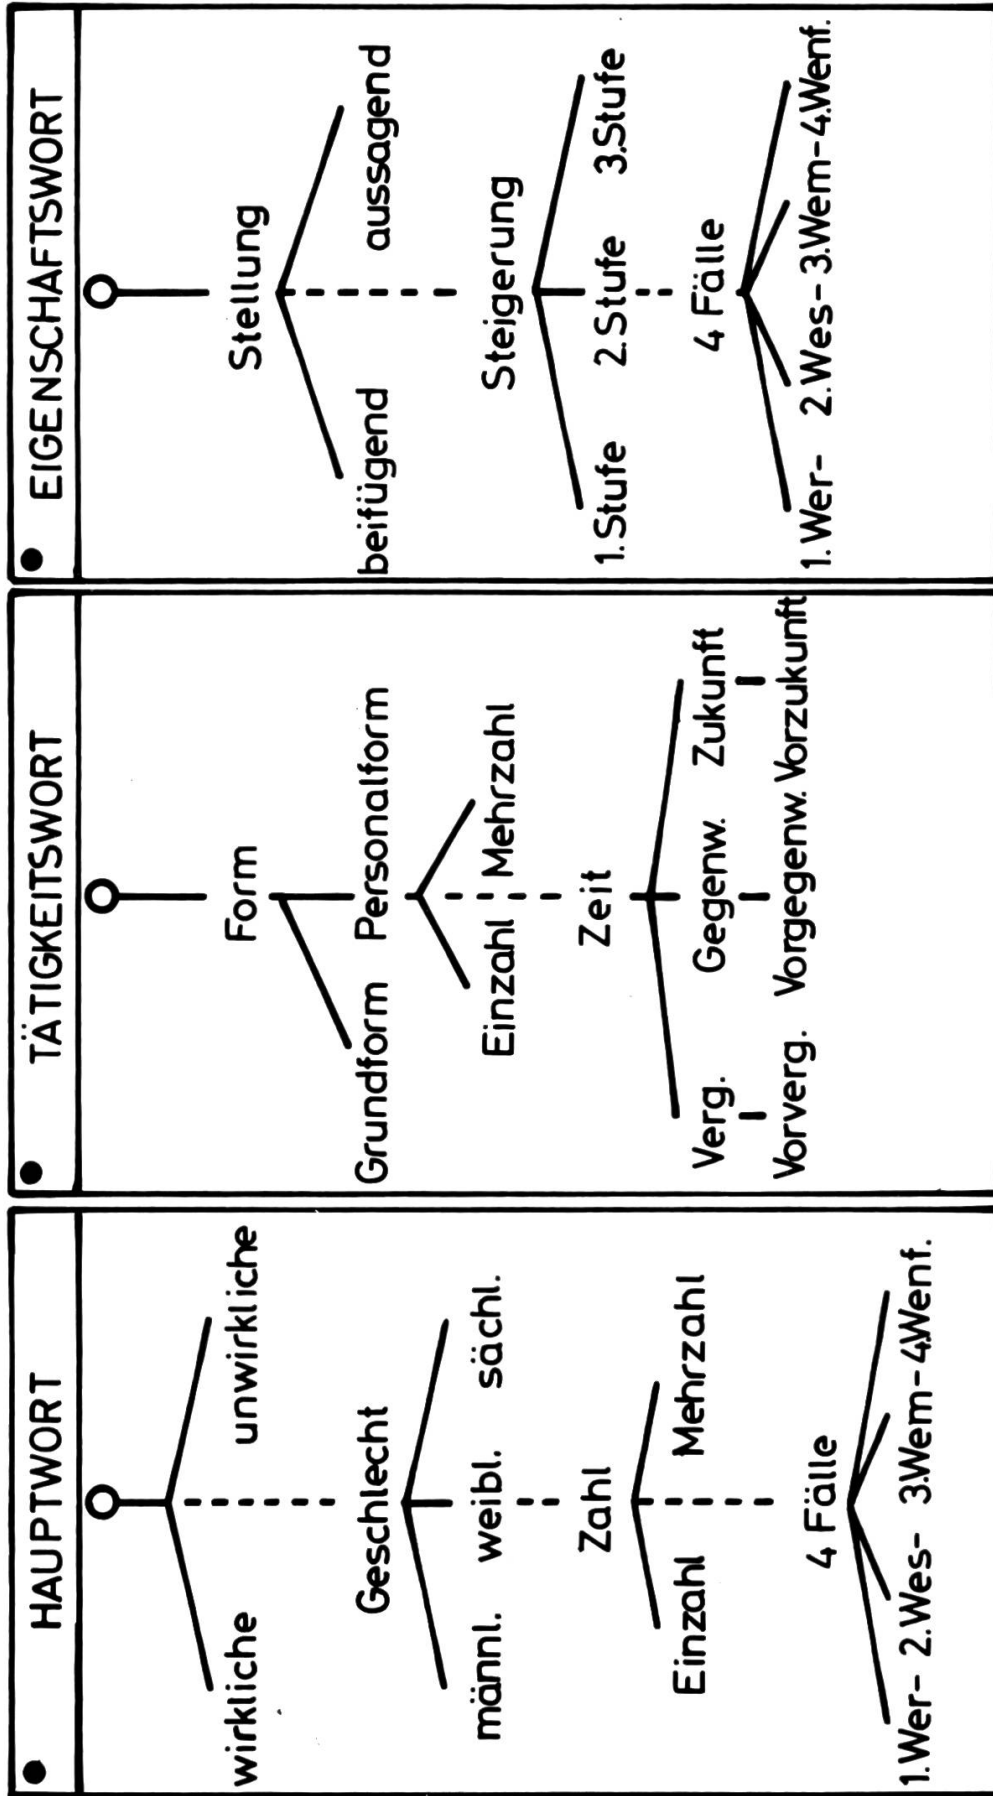 HAUPTWORT
wirkliche unwirkliche
Geschlecht
männl. weibl. sächl.
Zahl
Einzahl Mehrzahl
4 Fälle
1.Wer- 2.Wes- 3.Wem- 4.Wenf.
TÄTIGKEITSWORT
Form
Grundform Personalform
Einzahl Mehrzahl
Zeit
Verg. Gegenw. Zukunft
Vorverg. Vorgegenw. Vorzukunft
EIGENSCHAFTSWORT
Stellung
beifügend aussagend
Steigerung
1.Stufe 2.Stufe 3.Stufe
4 Fälle
1.Wer- 2.Wes- 3.Wem- 4.Wenf.